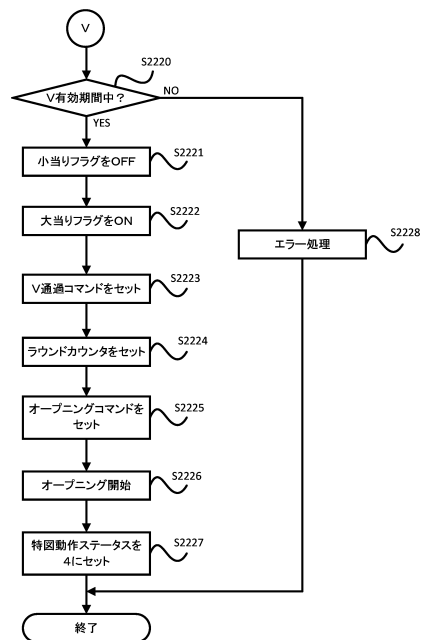 V
S2220
V有効期間中？
NO
YES
小当りフラグをOFF
S2221
大当りフラグをON
S2222
V通過コマンドをセット
S2223
ラウンドカウンタをセット
S2224
オープニングコマンドを
セット
S2225
オープニング開始
S2226
特図動作ステータスを
4にセット
S2227
エラー処理
S2228
終了